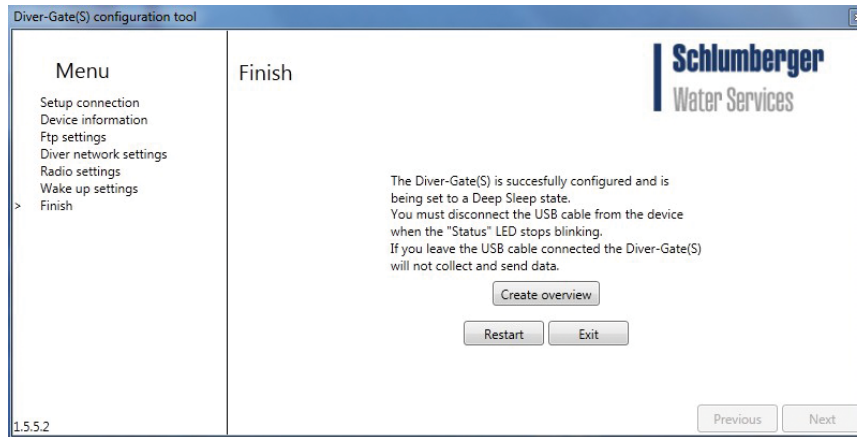 Diver-Gate(S) configuration tool
Menu
Setup connection
Device information
Ftp settings
Diver network settings
Radio settings
Wake up settings
> Finish
1.5.5.2
Finish
Schlumberger
Water Services
The Diver-Gate(S) is succesfully configured and is
being set to a Deep Sleep state.
You must disconnect the USB cable from the device
when the "Status" LED stops blinking.
If you leave the USB cable connected the Diver-Gate(S)
will not collect and send data.
Create overview
Restart Exit
Previous Next